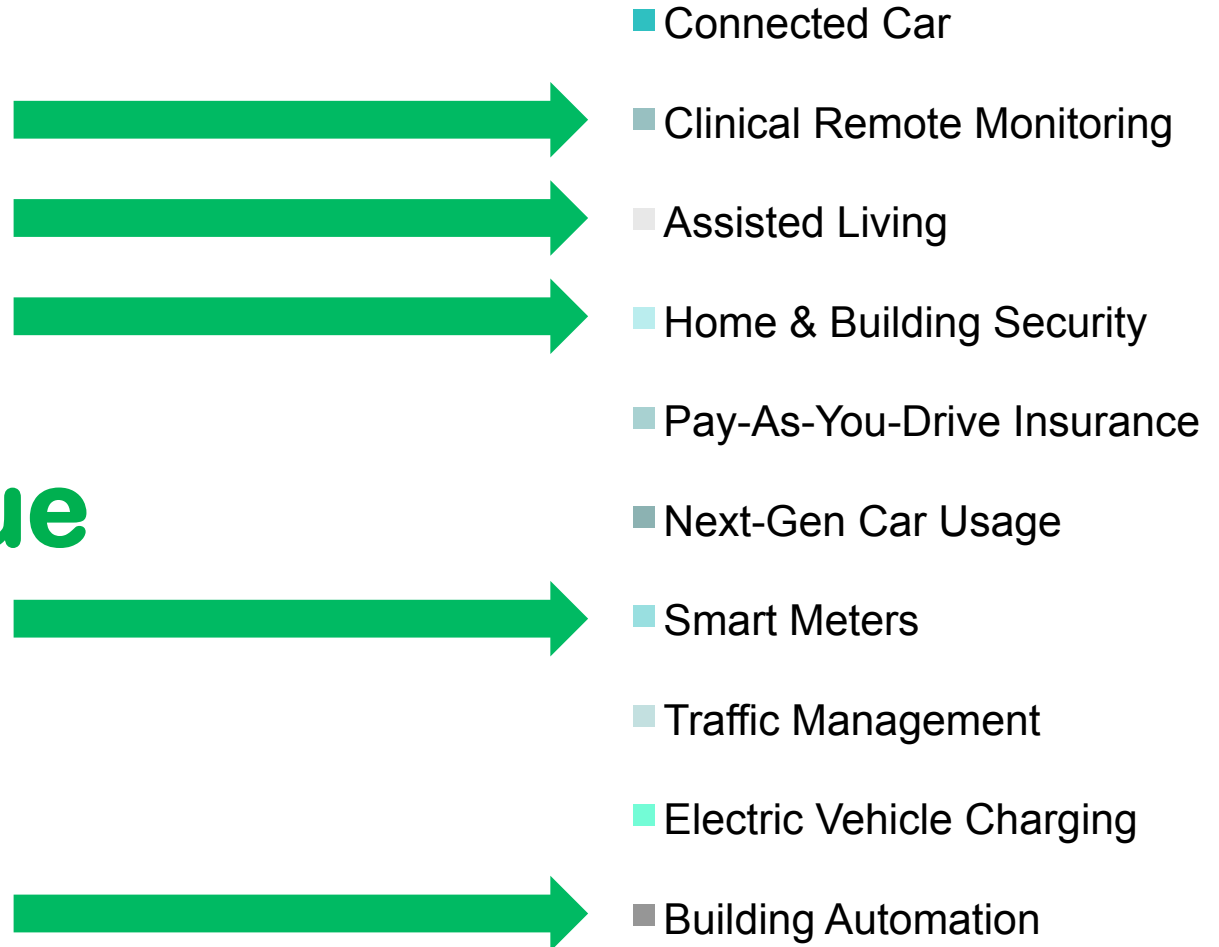 Connected Car
Clinical Remote Monitoring
Assisted Living
Home & Building Security
Pay-As-You-Drive Insurance
ue
Next-Gen Car Usage
Smart Meters
Traffic Management
Electric Vehicle Charging
Building Automation